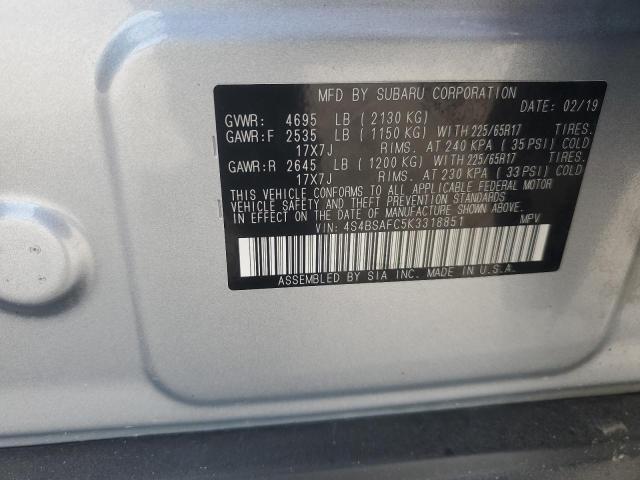 MFD BY SUBARU CORPORATION
DATE: 02/19
GVWR: 4695 LB (2130 KG)
GAWR:F 2535 LB (1150 KG) WITH 225/65R17 TIRES.
17X7J RIMS. AT 240 KPA (35 PSI) COLD
GAWR:R 2645 LB (1200 KG) WITH 225/65R17 TIRES.
17X7J RIMS. AT 230 KPA (33 PSI) COLD
THIS VEHICLE CONFORMS TO ALL APPLICABLE FEDERAL MOTOR
VEHICLE SAFETY AND BUMPER STANDARDS IN EFFECT ON THE
DATE OF MANUFACTURE SHOWN ABOVE.
VIN: 4S4BSAFC5K3318851 MPV
ASSEMBLED BY SIA INC. MADE IN U.S.A.